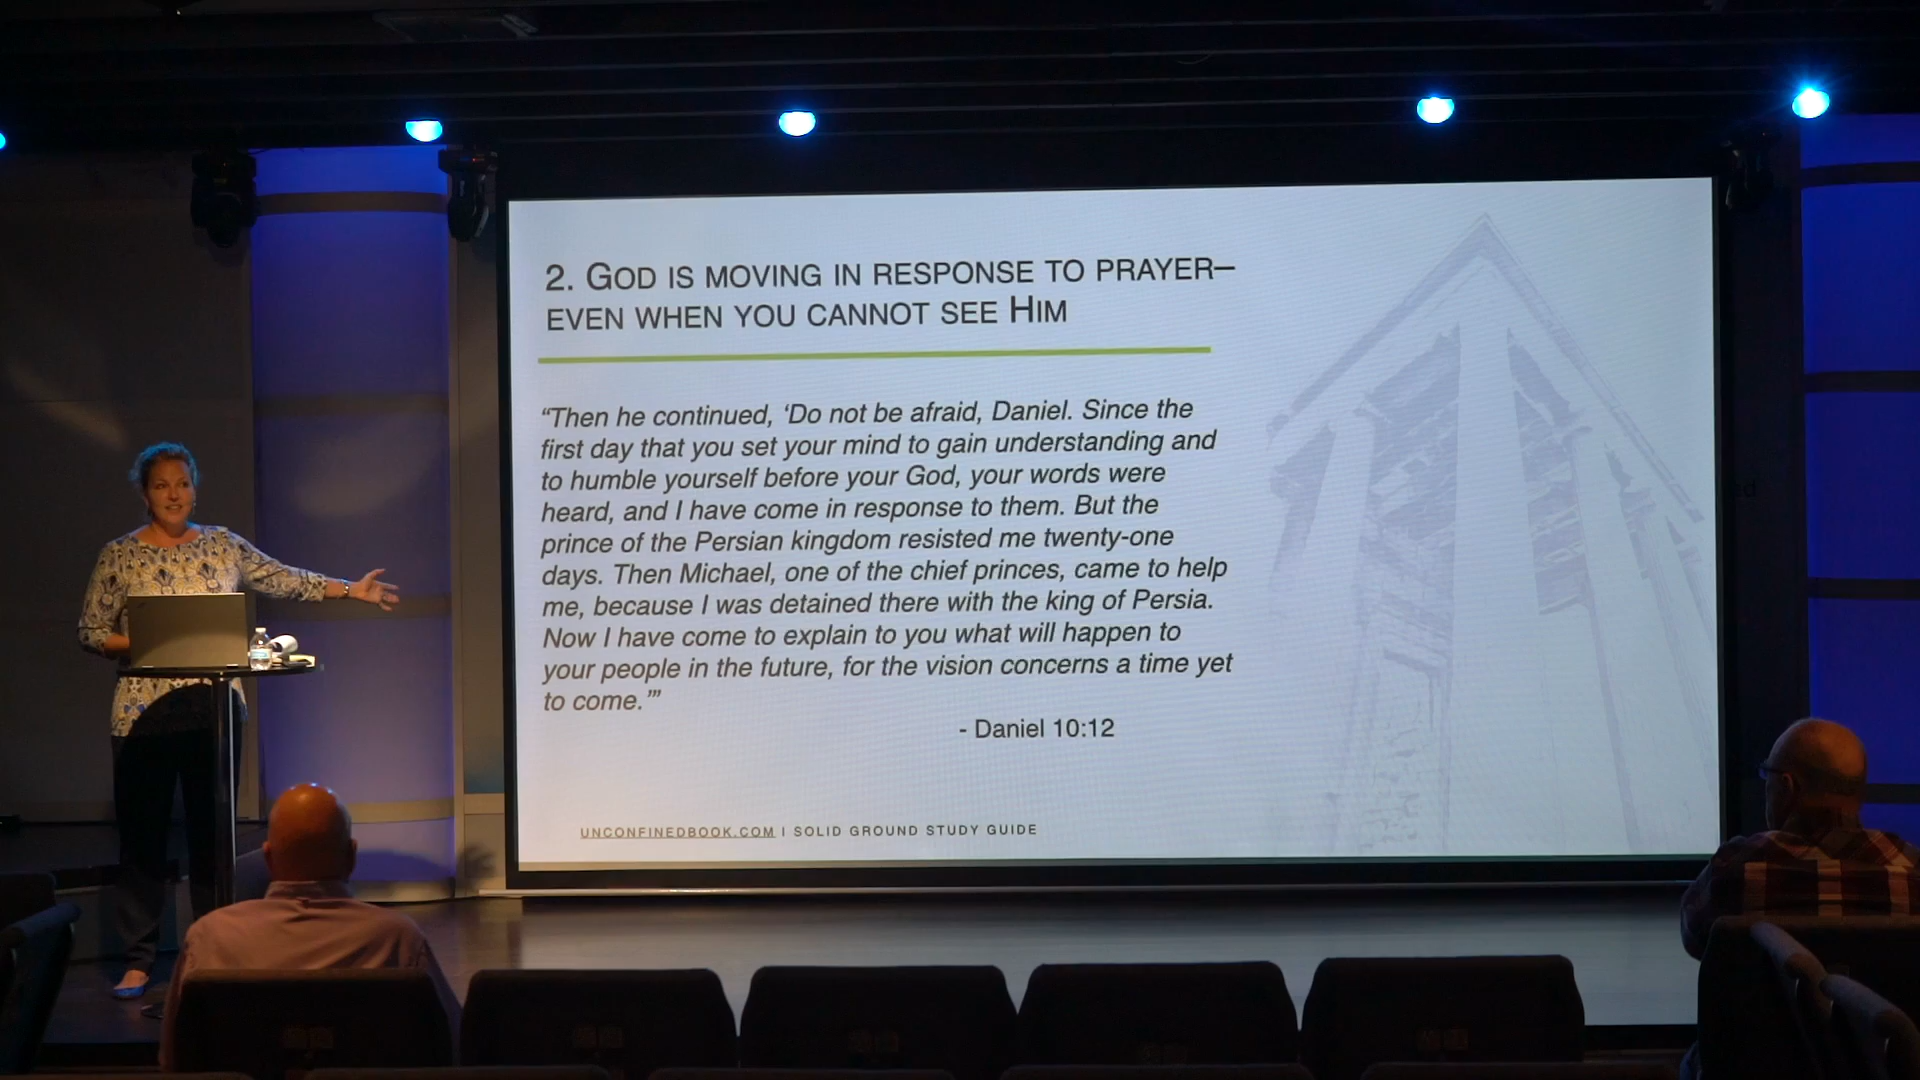 2. GOD IS MOVING IN RESPONSE TO PRAYER–
EVEN WHEN YOU CANNOT SEE HIM
“Then he continued, ‘Do not be afraid, Daniel. Since the
first day that you set your mind to gain understanding and
to humble yourself before your God, your words were
heard, and I have come in response to them. But the
prince of the Persian kingdom resisted me twenty-one
days. Then Michael, one of the chief princes, came to help
me, because I was detained there with the king of Persia.
Now I have come to explain to you what will happen to
your people in the future, for the vision concerns a time yet
to come.’”
- Daniel 10:12
UNCONFINEDBOOK.COM I SOLID GROUND STUDY GUIDE